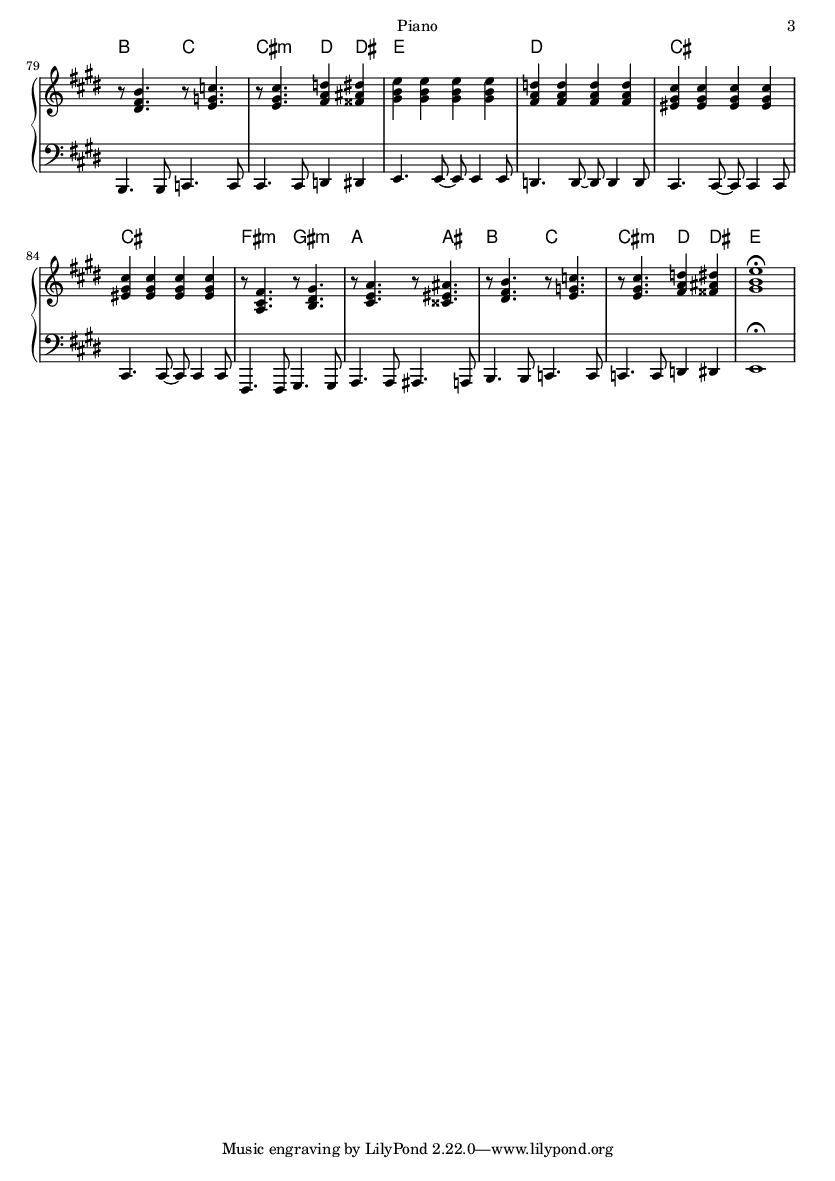 Piano 3
B C C♯m D D♯ E D C♯
79
C♯ F♯m G♯m A A♯ B C C♯m D D♯ E
84
Music engraving by LilyPond 2.22.0—www.lilypond.org